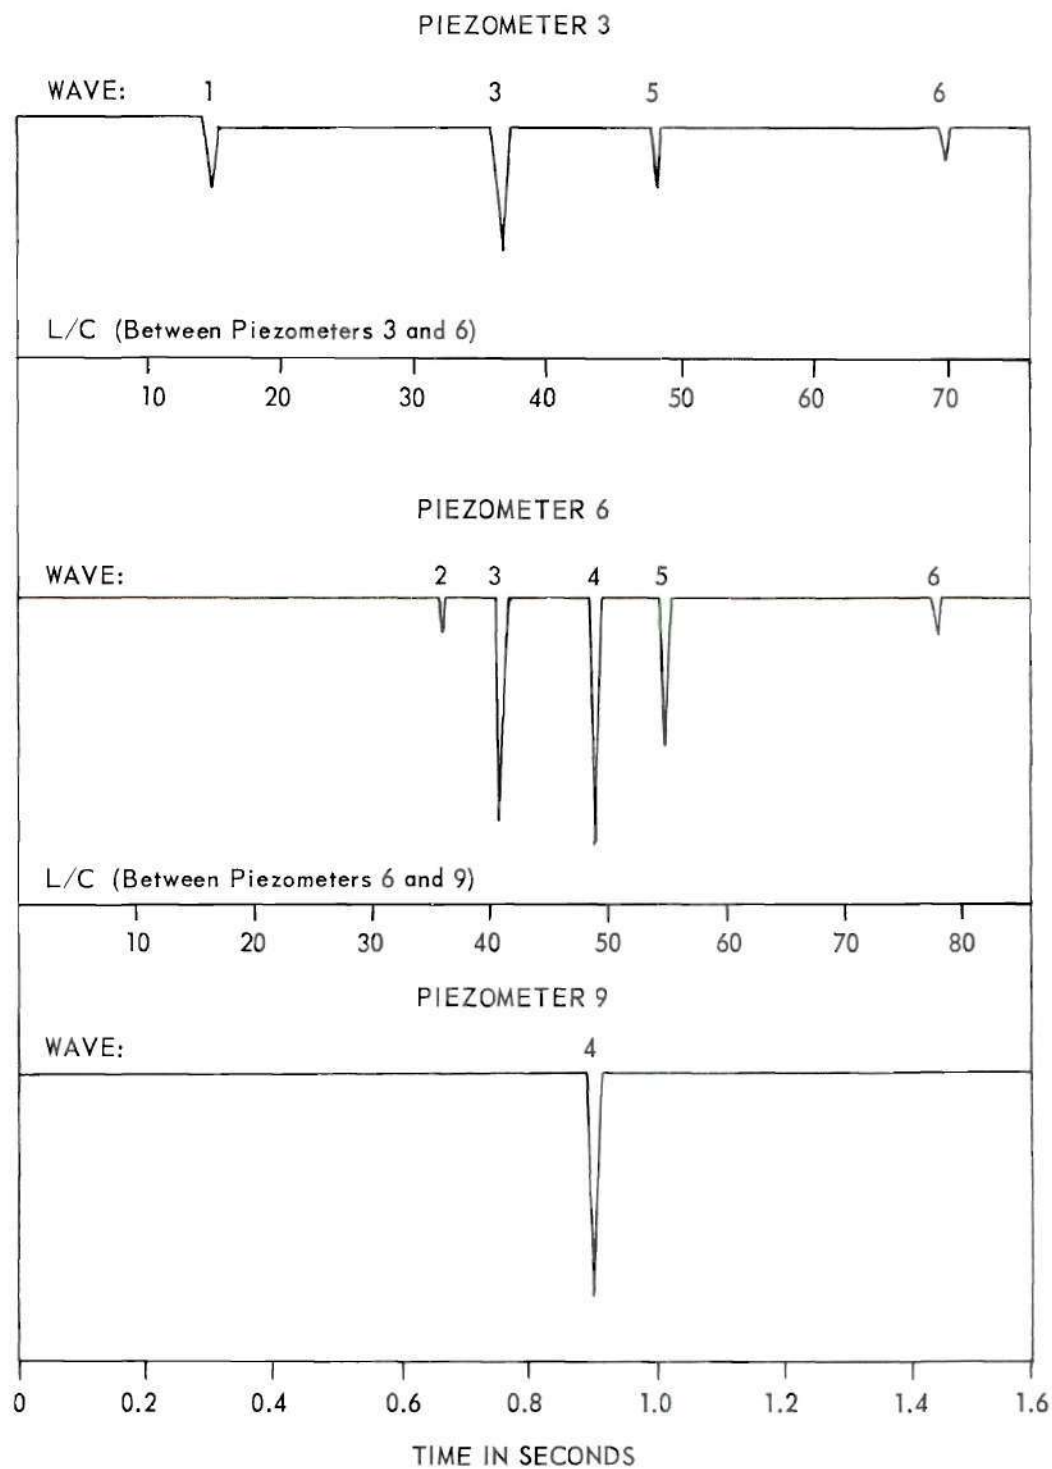 PIEZOMETER 3
WAVE: 1 3 5 6
L/C (Between Piezometers 3 and 6)
10 20 30 40 50 60 70
PIEZOMETER 6
WAVE: 2 3 4 5 6
L/C (Between Piezometers 6 and 9)
10 20 30 40 50 60 70 80
PIEZOMETER 9
WAVE: 4
0 0.2 0.4 0.6 0.8 1.0 1.2 1.4 1.6
TIME IN SECONDS